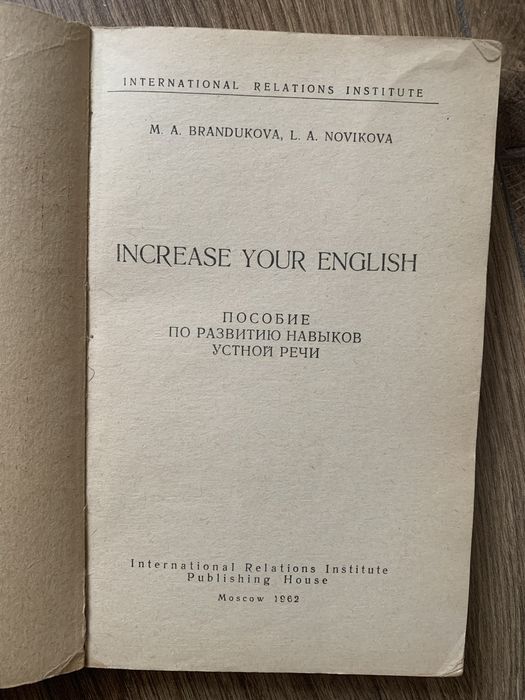 INTERNATIONAL RELATIONS INSTITUTE
M. A. BRANDUKOVA, L. A. NOVIKOVA
INCREASE YOUR ENGLISH
ПОСОБИЕ
ПО РАЗВИТИЮ НАВЫКОВ
УСТНОЙ РЕЧИ
International Relations Institute
Publishing House
Moscow 1962